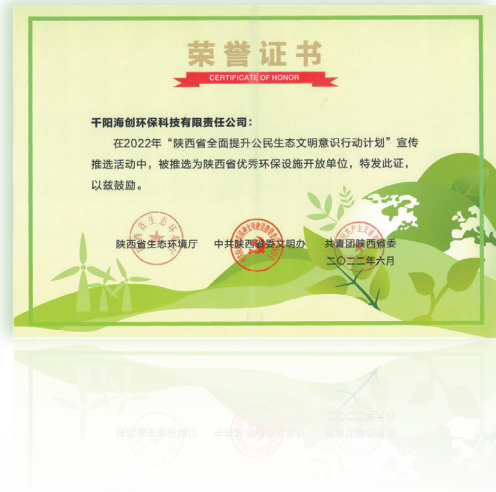 荣誉证书
CERTIFICATE OF HONOR
千阳海创环保科技有限责任公司：
在2022年“陕西省全面提升公民生态文明意识行动计划”宣传
推选活动中，被推选为陕西省优秀环保设施开放单位，特发此证，
以兹鼓励。
陕西省生态环境厅 中共陕西省委文明办 共青团陕西省委
二〇二二年六月